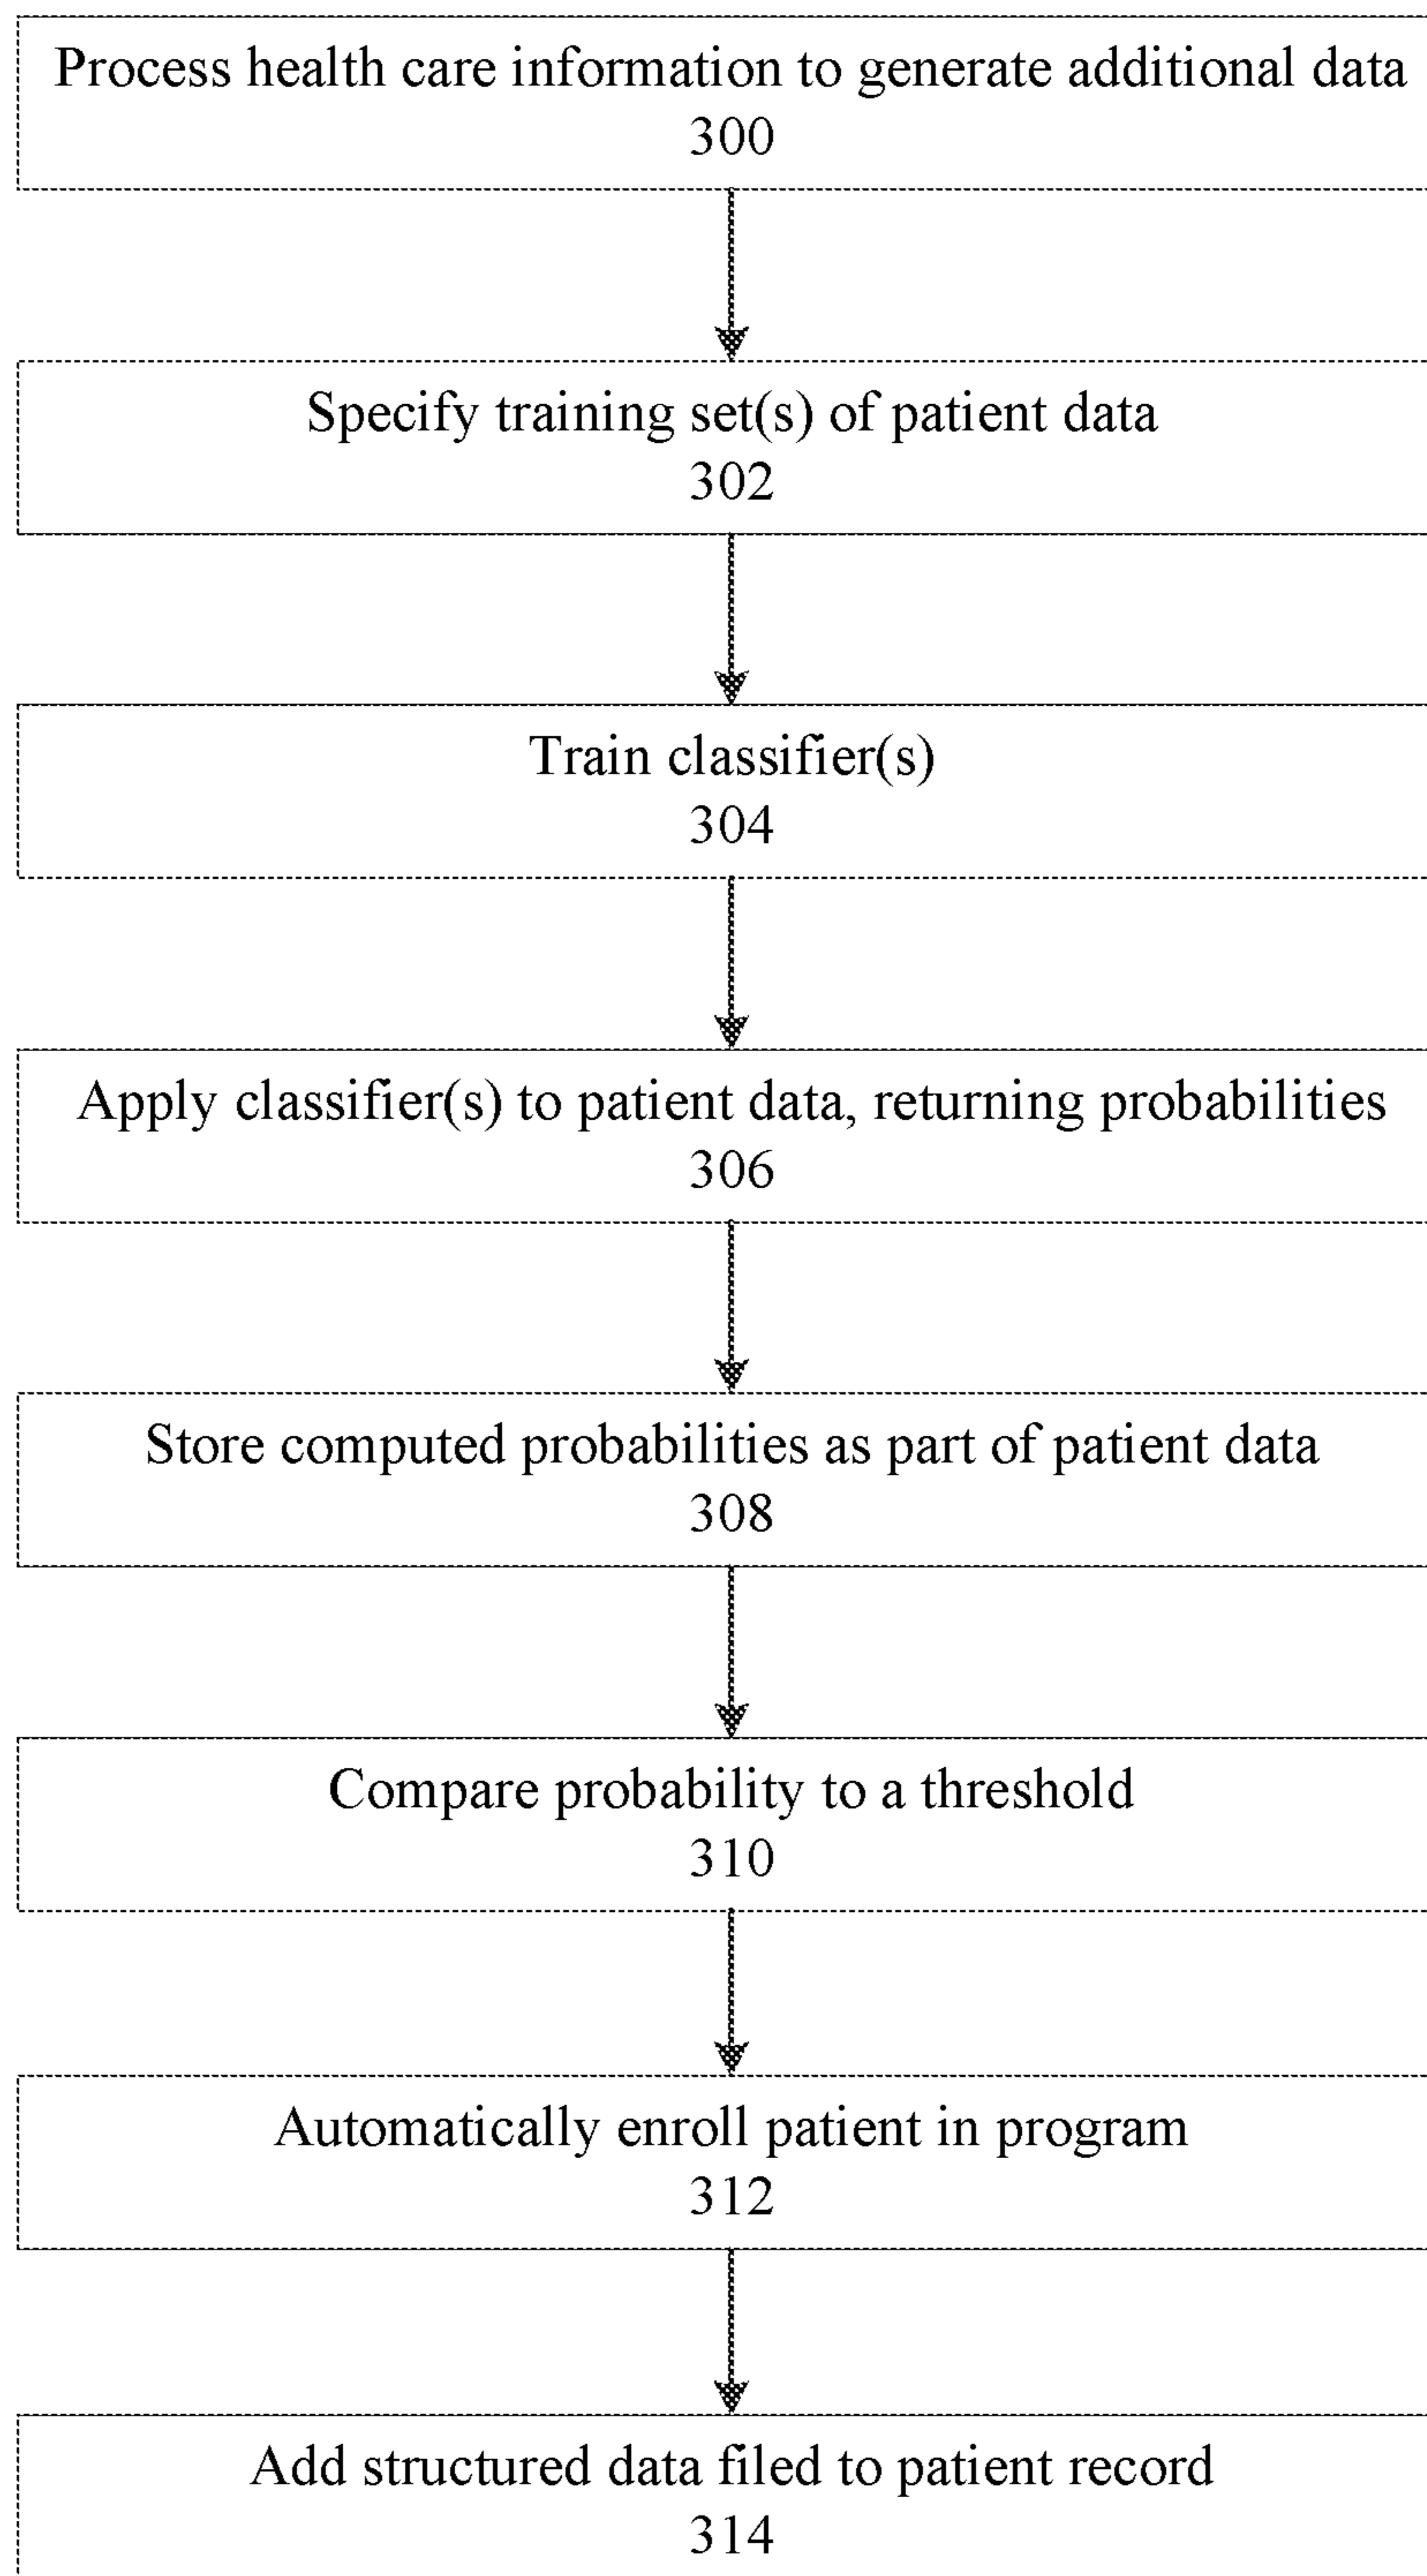 Process health care information to generate additional data
300
Specify training set(s) of patient data
302
Train classifier(s)
304
Apply classifier(s) to patient data, returning probabilities
306
Store computed probabilities as part of patient data
308
Compare probability to a threshold
310
Automatically enroll patient in program
312
Add structured data filed to patient record
314